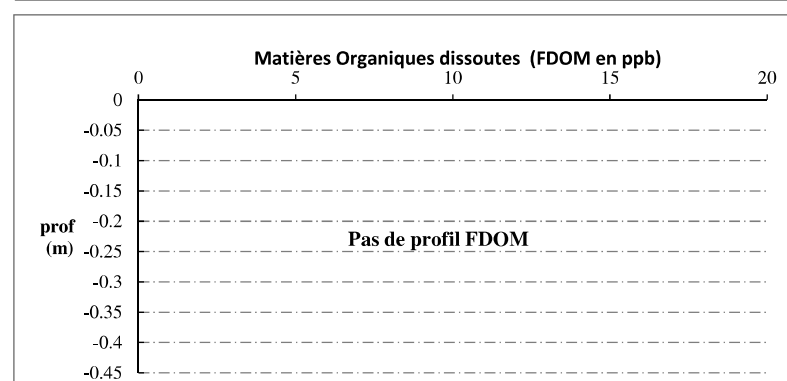 Matières Organiques dissoutes (FDOM en ppb)
0 5 10 15 20
0
-0.05
-0.1
-0.15
-0.2
prof
(m)
Pas de profil FDOM
-0.25
-0.3
-0.35
-0.4
-0.45